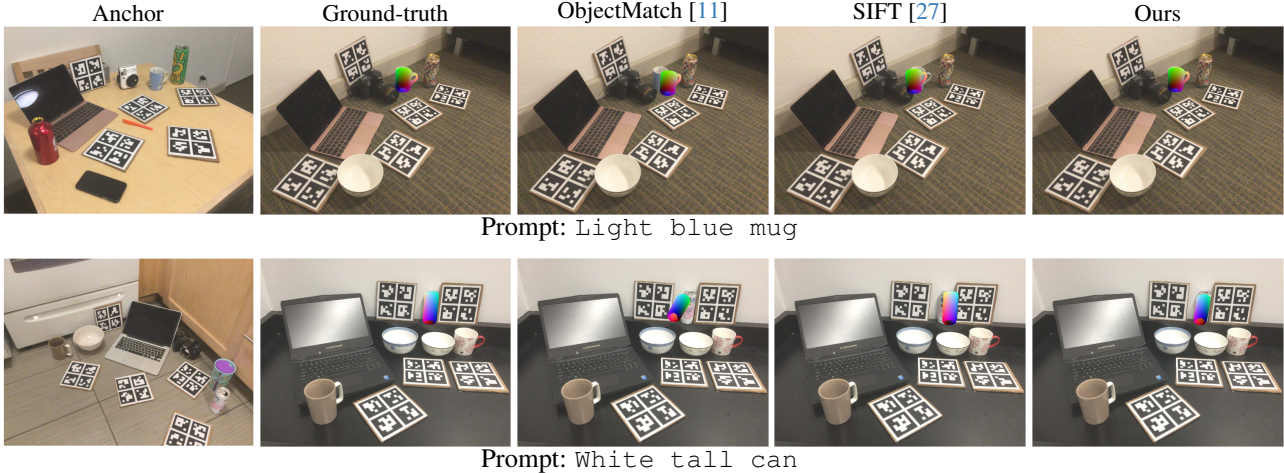 Anchor Ground-truth ObjectMatch [11] SIFT [27] Ours
Prompt: Light blue mug
Prompt: White tall can